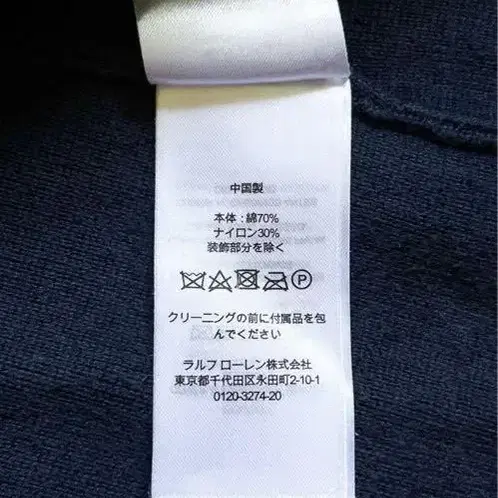 中国製
本体：綿70%
ナイロン30%
装飾部分を除く
P
クリーニングの前に付属品を包
んでください
ラルフ ローレン株式会社
東京都千代田区永田町2-10-1
0120-3274-20